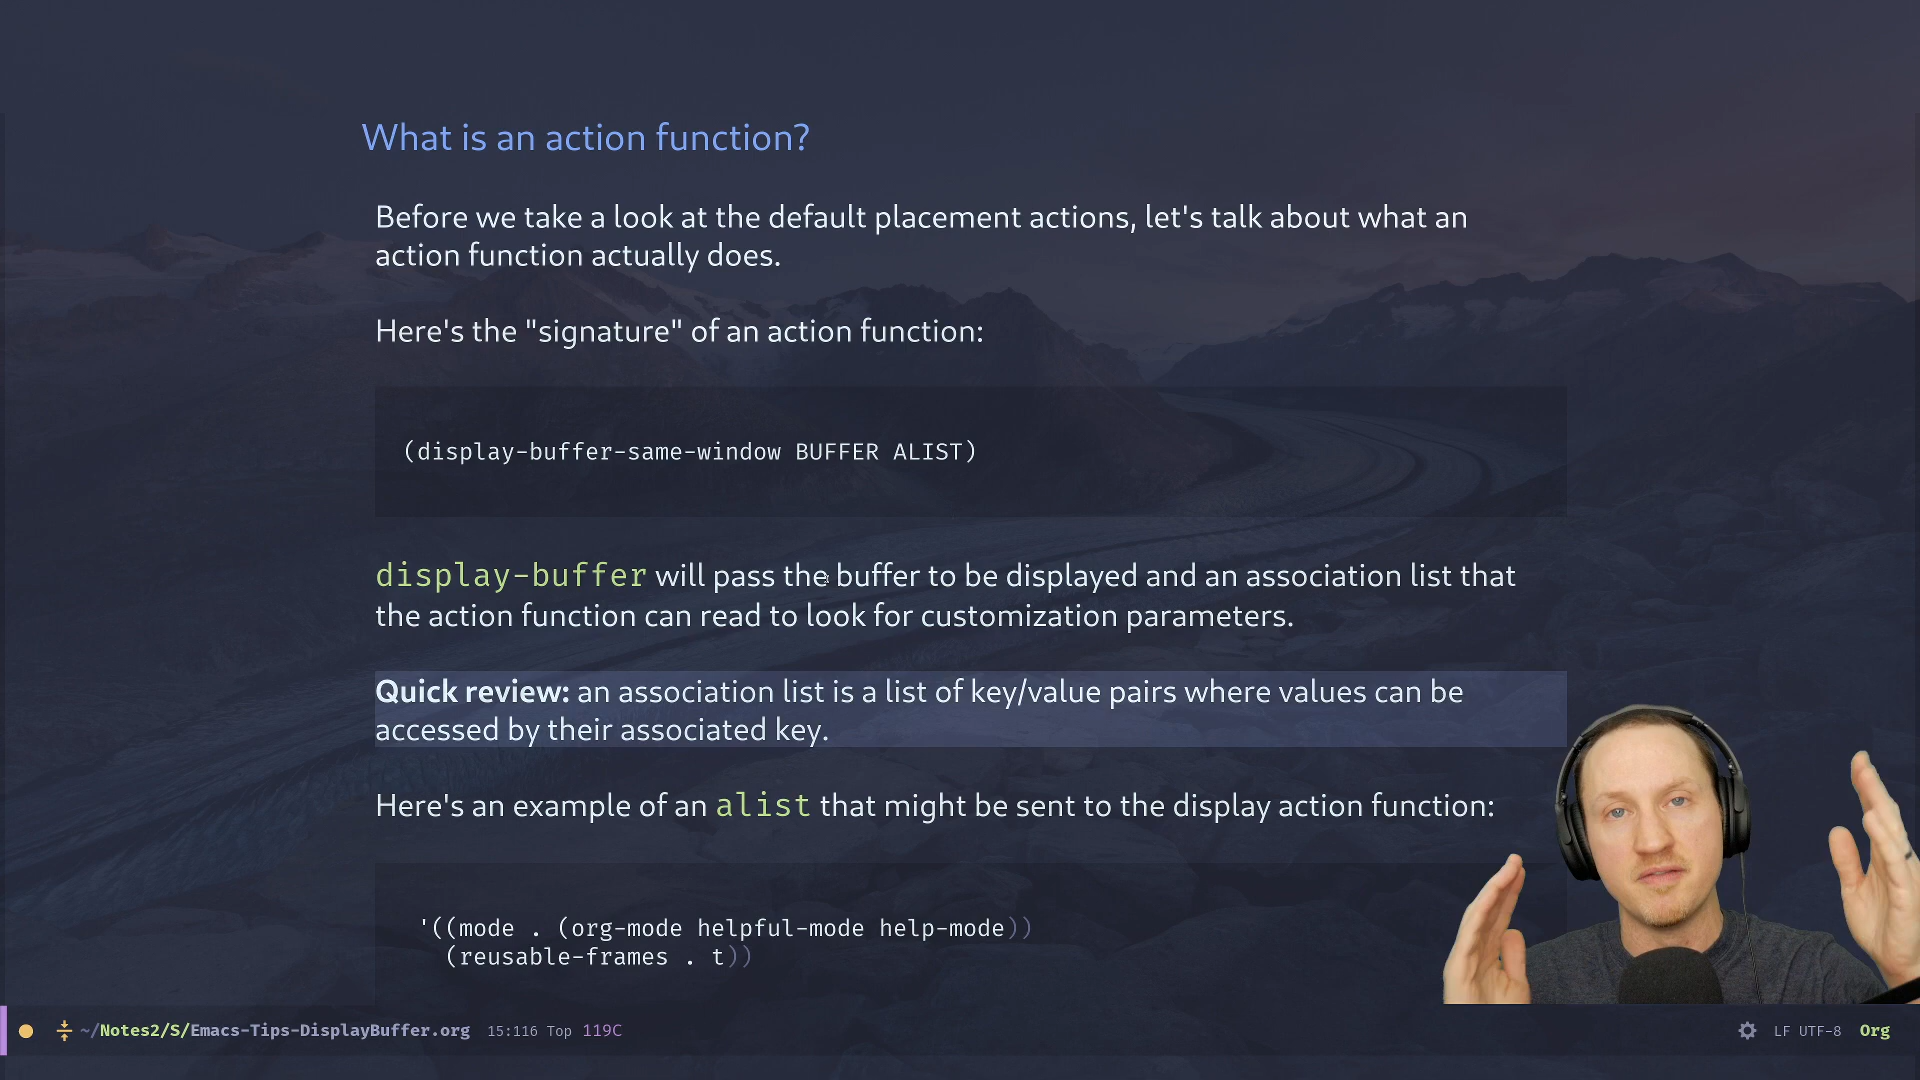 What is an action function?
Before we take a look at the default placement actions, let's talk about what an
action function actually does.
Here's the "signature" of an action function:
(display-buffer-same-window BUFFER ALIST)
display-buffer will pass the buffer to be displayed and an association list that
the action function can read to look for customization parameters.
Quick review: an association list is a list of key/value pairs where values can be
accessed by their associated key.
Here's an example of an alist that might be sent to the display action function:
'((mode . (org-mode helpful-mode help-mode))
(reusable-frames . t))
~/Notes2/S/Emacs-Tips-DisplayBuffer.org 15:116 Top 119C LF UTF-8 Org